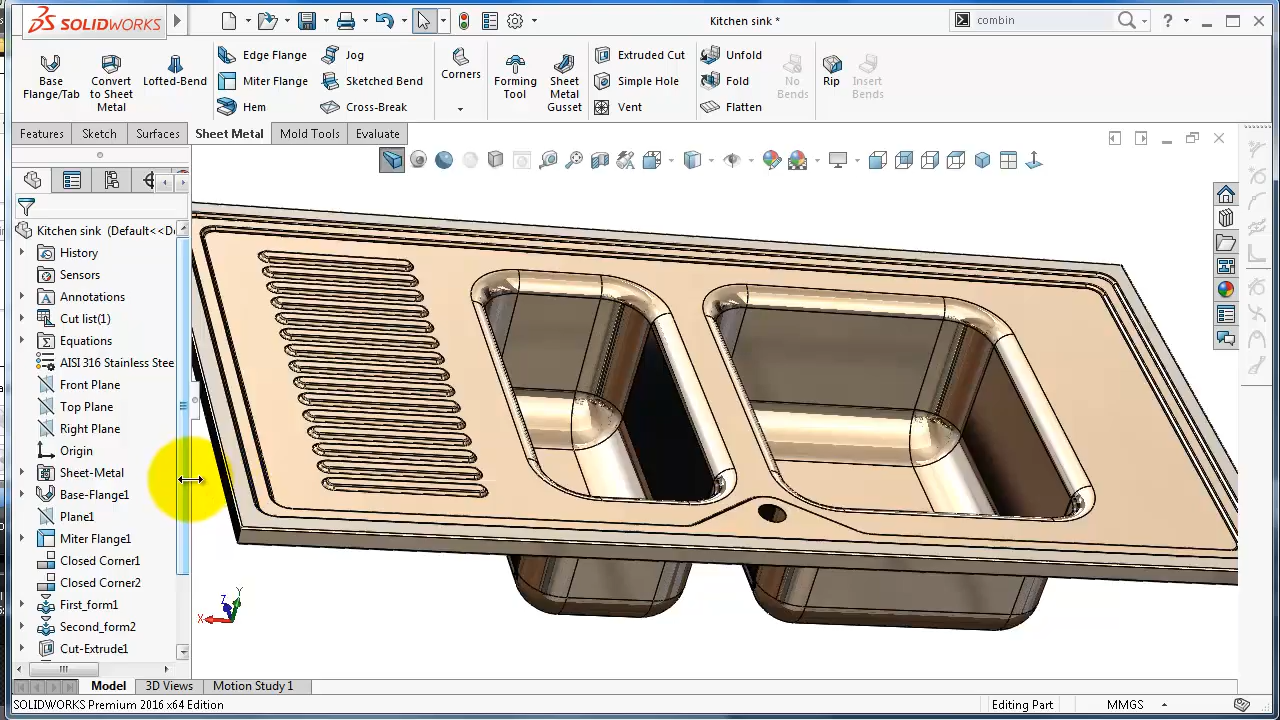 SOLIDWORKS
Kitchen sink *
combin
?
Base Flange/Tab
Convert to Sheet Metal
Lofted-Bend
Edge Flange
Miter Flange
Hem
Jog
Sketched Bend
Cross-Break
Corners
Forming Tool
Sheet Metal Gusset
Extruded Cut
Simple Hole
Vent
Unfold
Fold
Flatten
No Bends
Rip
Insert Bends
Features
Sketch
Surfaces
Sheet Metal
Mold Tools
Evaluate
Kitchen sink (Default<<De
History
Sensors
Annotations
Cut list(1)
Equations
AISI 316 Stainless Stee
Front Plane
Top Plane
Right Plane
Origin
Sheet-Metal
Base-Flange1
Plane1
Miter Flange1
Closed Corner1
Closed Corner2
First_form1
Second_form2
Cut-Extrude1
Y
Z
X
Model
3D Views
Motion Study 1
SOLIDWORKS Premium 2016 x64 Edition
Editing Part
MMGS